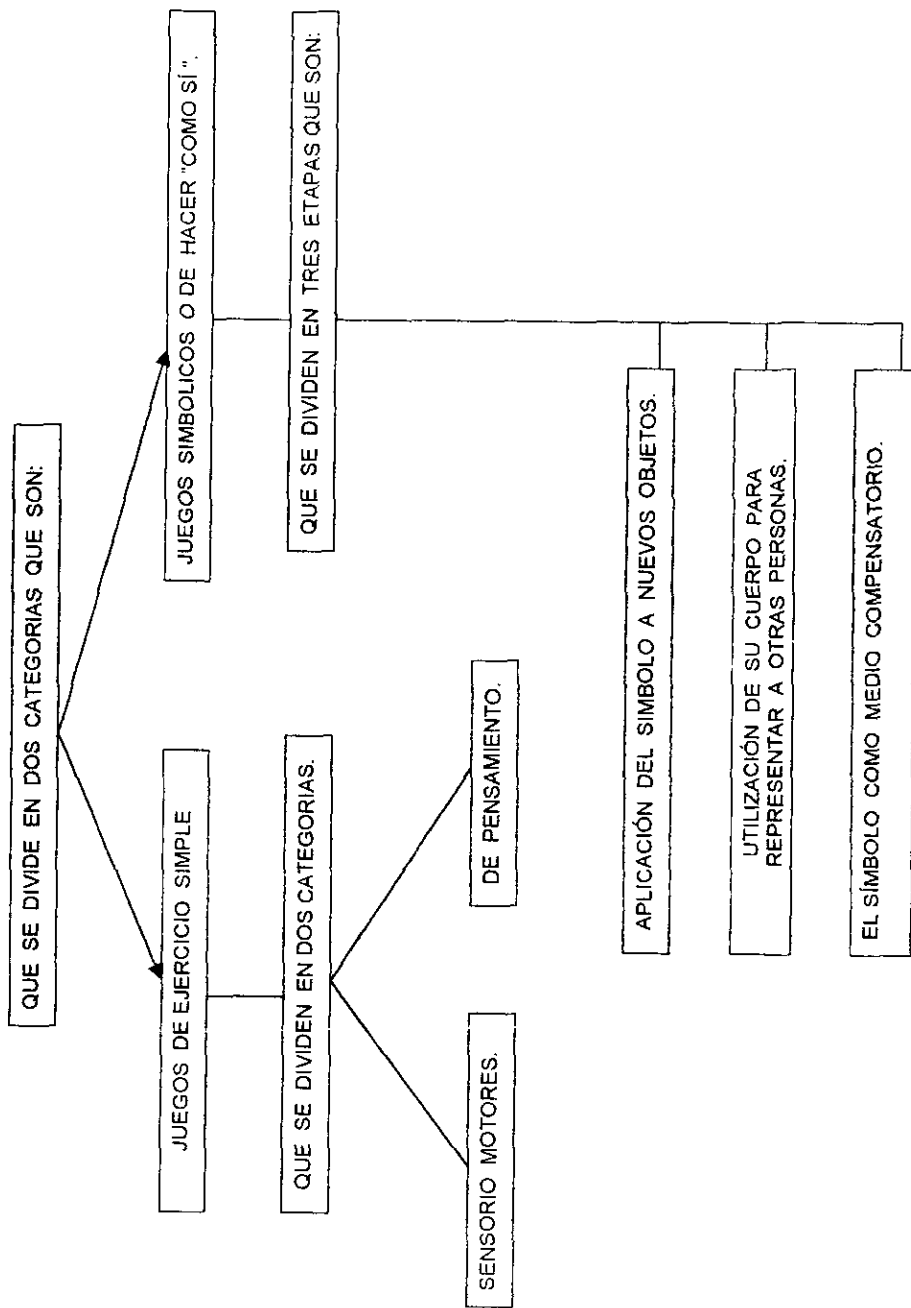 QUE SE DIVIDE EN DOS CATEGORIAS QUE SON:
JUEGOS DE EJERCICIO SIMPLE
JUEGOS SIMBOLICOS O DE HACER "COMO SÍ".
QUE SE DIVIDEN EN DOS CATEGORIAS.
QUE SE DIVIDEN EN TRES ETAPAS QUE SON:
SENSORIO MOTORES.
DE PENSAMIENTO.
APLICACIÓN DEL SIMBOLO A NUEVOS OBJETOS.
UTILIZACIÓN DE SU CUERPO PARA
REPRESENTAR A OTRAS PERSONAS.
EL SÍMBOLO COMO MEDIO COMPENSATORIO.